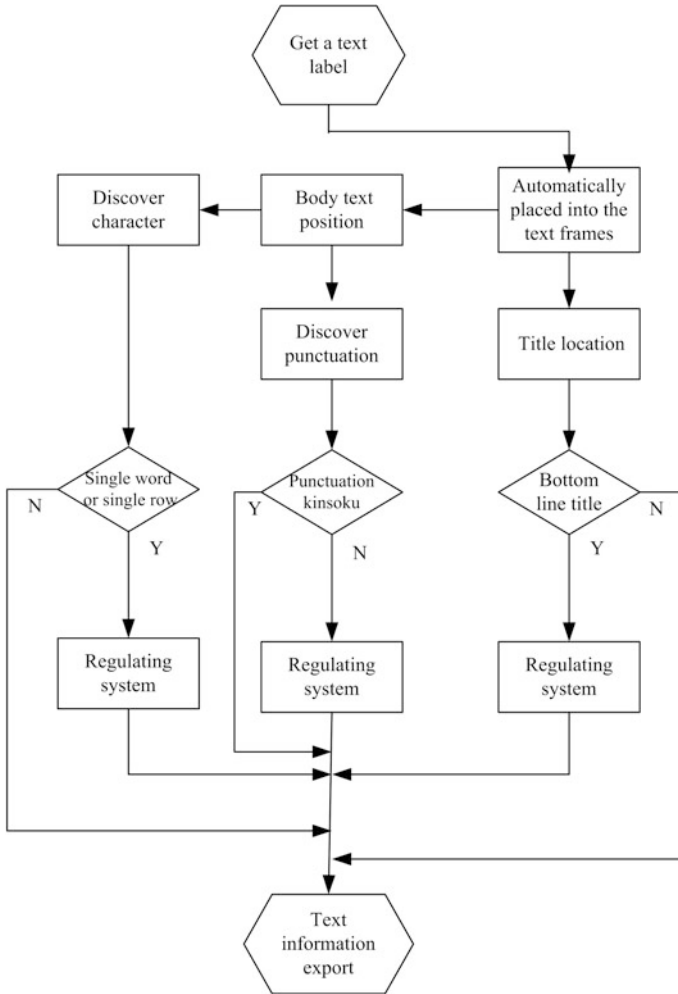 Get a text
label
Discover
character
Body text
position
Automatically
placed into the
text frames
Discover
punctuation
Title location
Single word
or single row
Punctuation
kinsoku
Bottom
line title
N
Y
Y
N
Y
N
Regulating
system
Regulating
system
Regulating
system
Text
information
export